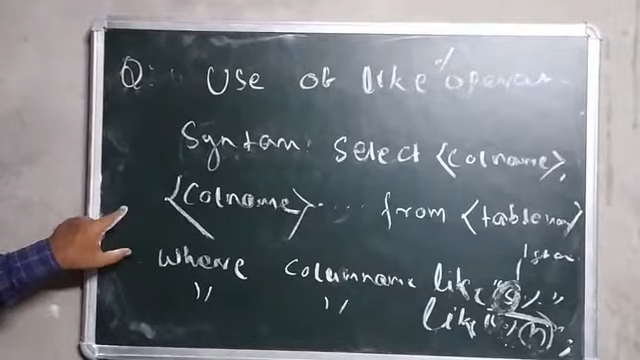 Q: Use of like operator
Syntax: Select <Colname>,
<Colname>.... from <tablename>
where Columnname like "S%"
" " like "%n"